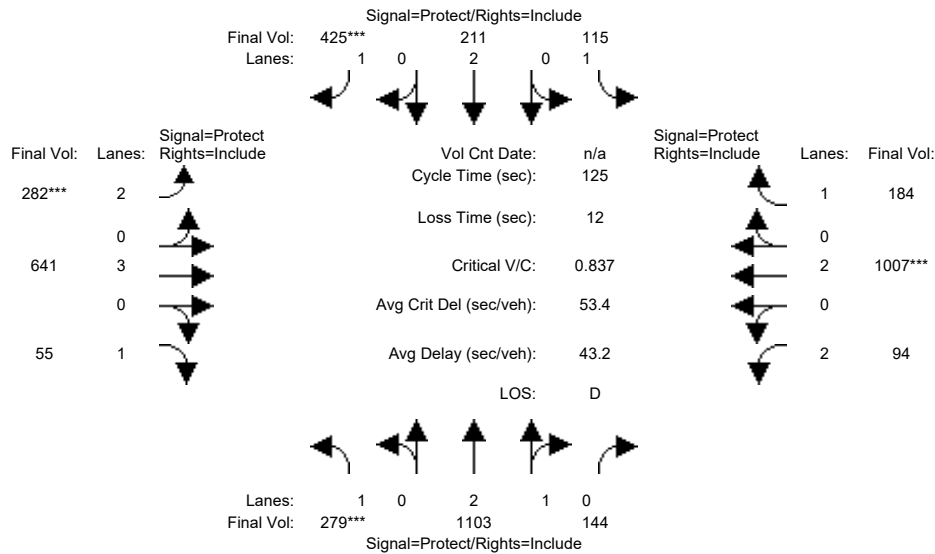 Signal=Protect/Rights=Include
Final Vol: 425*** 211 115
Lanes: 1 0 2 0 1
Signal=Protect
Final Vol: Lanes: Rights=Include
Vol Cnt Date: n/a
Signal=Protect
Rights=Include Lanes: Final Vol:
Cycle Time (sec): 125
282*** 2
1 184
Loss Time (sec): 12
0
0
641 3
Critical V/C: 0.837
2 1007***
0
Avg Crit Del (sec/veh): 53.4
0
55 1
Avg Delay (sec/veh): 43.2
2 94
LOS: D
Lanes: 1 0 2 1 0
Final Vol: 279*** 1103 144
Signal=Protect/Rights=Include